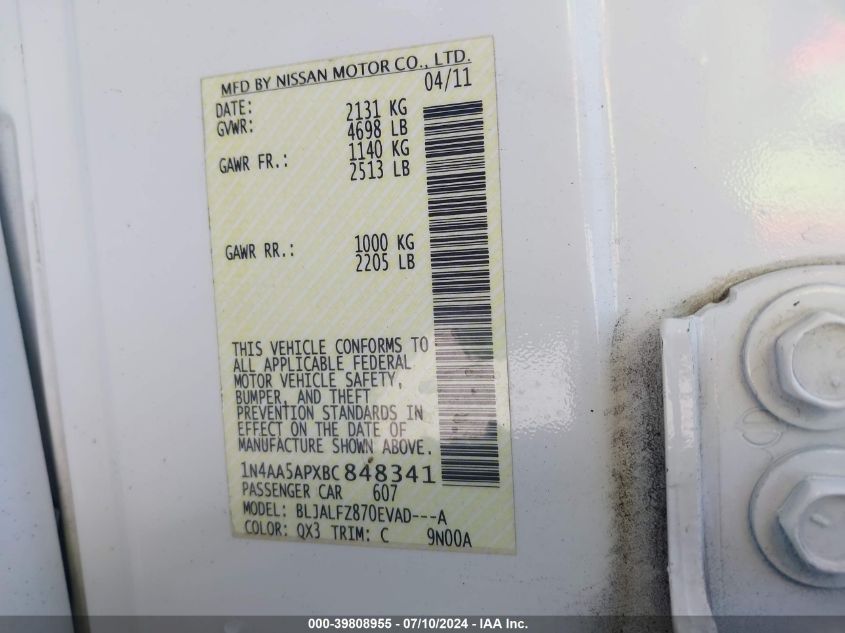 MFD BY NISSAN MOTOR CO., LTD.
DATE: 04/11
GVWR: 2131 KG
4698 LB
GAWR FR.: 1140 KG
2513 LB
GAWR RR.: 1000 KG
2205 LB
THIS VEHICLE CONFORMS TO
ALL APPLICABLE FEDERAL
MOTOR VEHICLE SAFETY,
BUMPER, AND THEFT
PREVENTION STANDARDS IN
EFFECT ON THE DATE OF
MANUFACTURE SHOWN ABOVE.
1N4AA5APXBC848341
PASSENGER CAR 607
MODEL: BLJALFZ870EVAD---A
COLOR: QX3 TRIM: C 9N00A
000-39808955 - 07/10/2024 - IAA Inc.